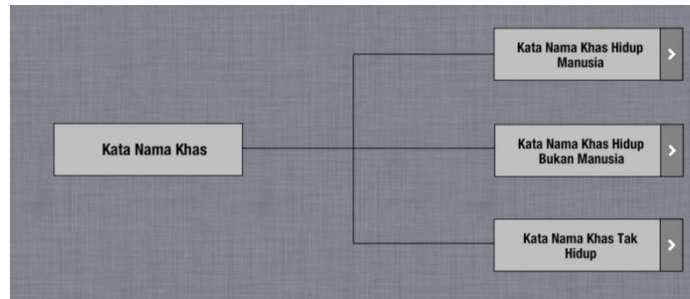 Kata Nama Khas
Kata Nama Khas Hidup
Manusia
Kata Nama Khas Hidup
Bukan Manusia
Kata Nama Khas Tak
Hidup